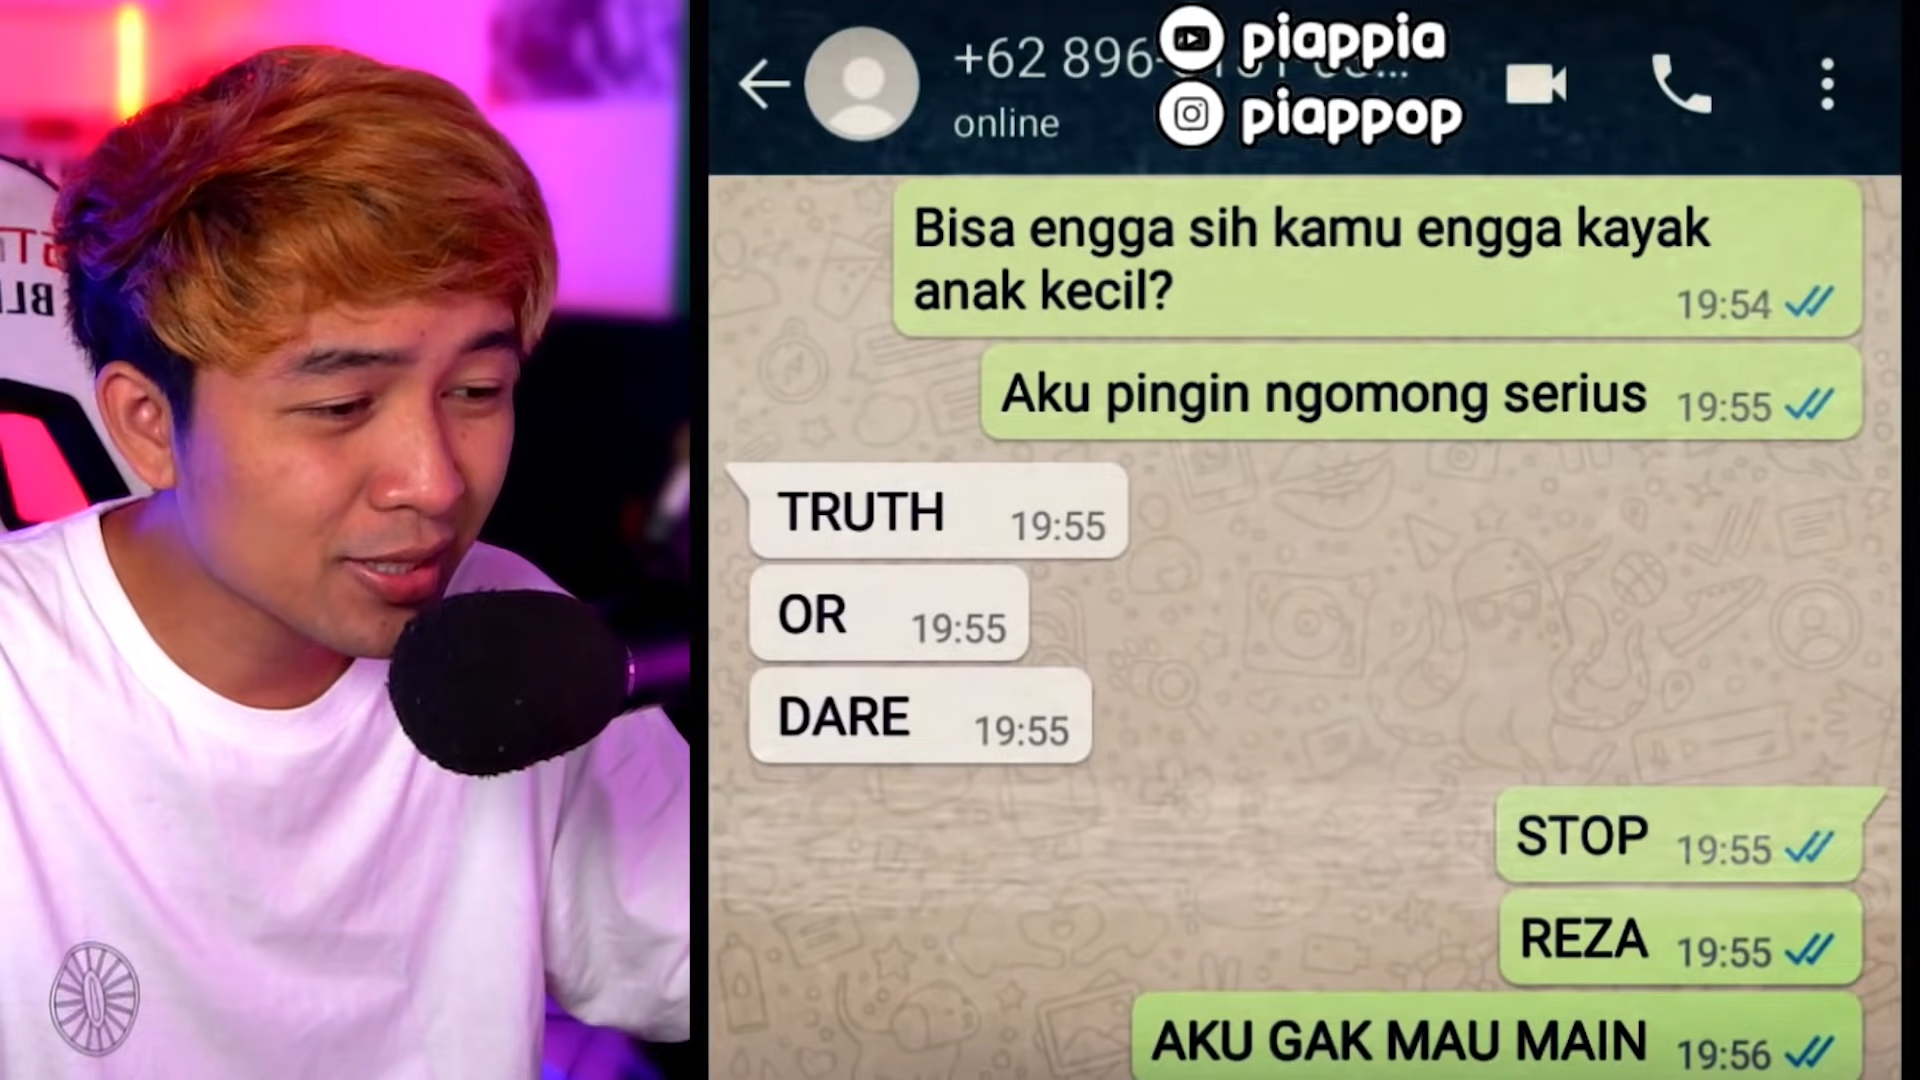 +62 896-
piappia
online
piappop
Bisa engga sih kamu engga kayak
anak kecil?
19:54
Aku pingin ngomong serius
19:55
TRUTH
19:55
OR
19:55
DARE
19:55
STOP
19:55
REZA
19:55
AKU GAK MAU MAIN
19:56